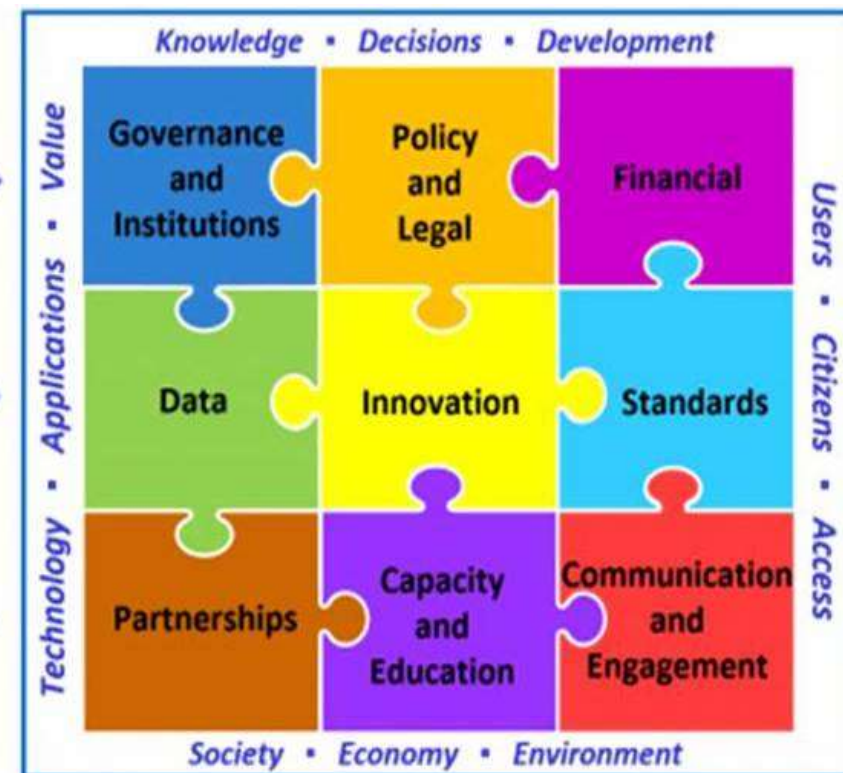 Knowledge ▪ Decisions ▪ Development
Technology ▪ Applications ▪ Value
Governance
and
Institutions
Policy
and
Legal
Financial
Data
Innovation
Standards
Partnerships
Capacity
and
Education
Communication
and
Engagement
Users ▪ Citizens ▪ Access
Society ▪ Economy ▪ Environment